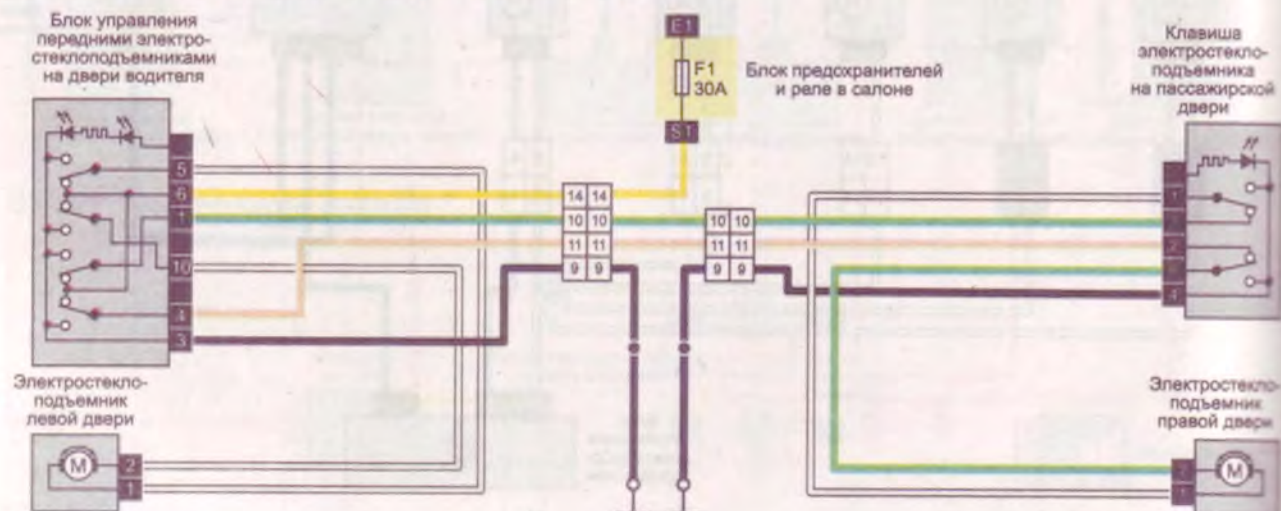 Блок управления
передними электро-
стеклоподъемниками
на двери водителя
E1
F1
30A
S1
Блок предохранителей
и реле в салоне
Клавиша
электростекло-
подъемника
на пассажирской
двери
5
6
1
10
4
3
14 14
10 10
11 11
9 9
10 10
11 11
9 9
1
2
4
Электростекло-
подъемник
левой двери
M
2
1
Электростекло-
подъемник
правой двери
M
2
1